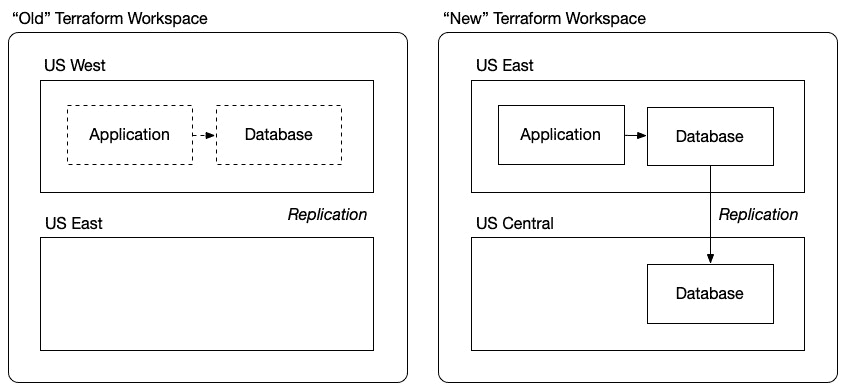 “Old” Terraform Workspace
US West
Application
Database
Replication
US East
“New” Terraform Workspace
US East
Application
Database
Replication
US Central
Database